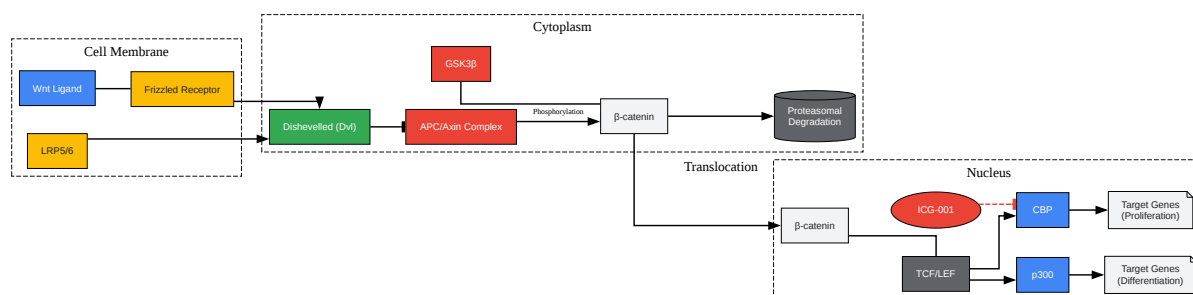 Cell Membrane
Wnt Ligand
Frizzled Receptor
LRP5/6
Cytoplasm
GSK3β
Dishevelled (Dvl)
APC/Axin Complex
Phosphorylation
β-catenin
Proteasomal
Degradation
Translocation
Nucleus
β-catenin
ICG-001
CBP
Target Genes
(Proliferation)
TCF/LEF
p300
Target Genes
(Differentiation)